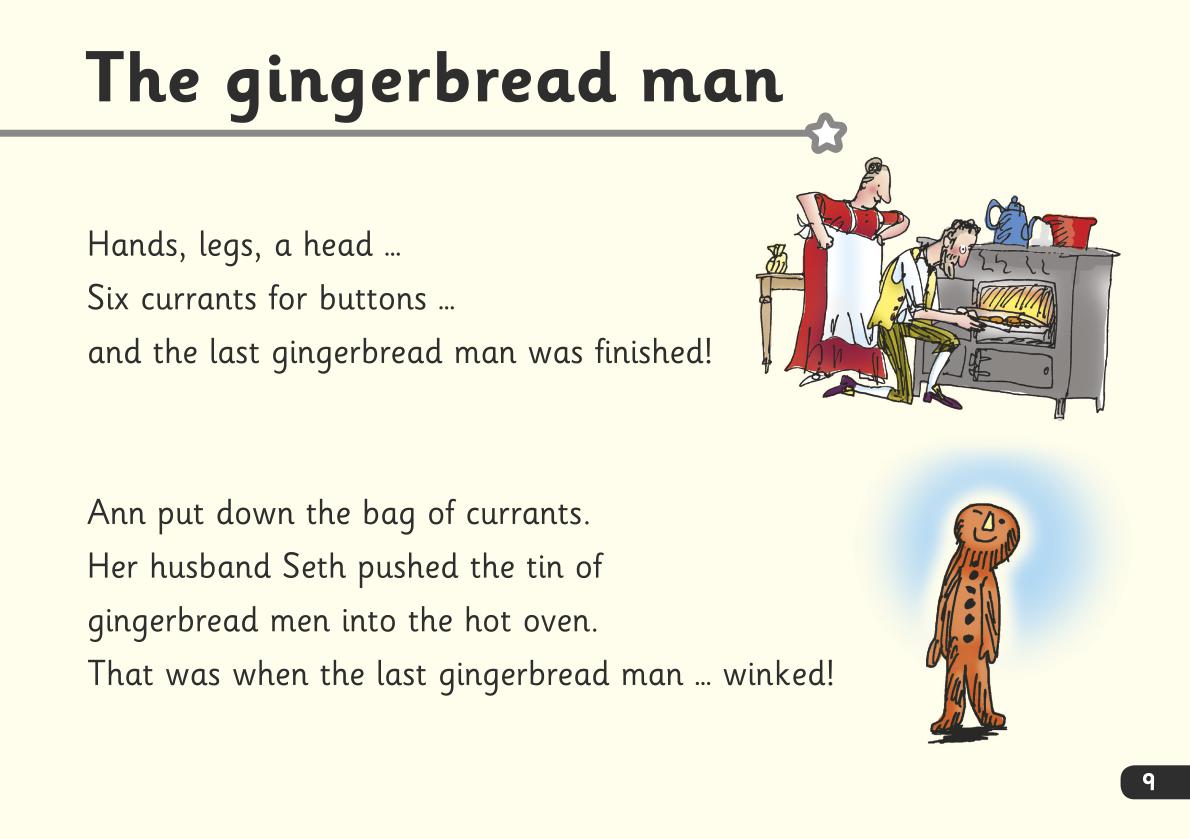 The gingerbread man
Hands, legs, a head ...
Six currants for buttons ...
and the last gingerbread man was finished!
Ann put down the bag of currants.
Her husband Seth pushed the tin of
gingerbread men into the hot oven.
That was when the last gingerbread man ... winked!
9